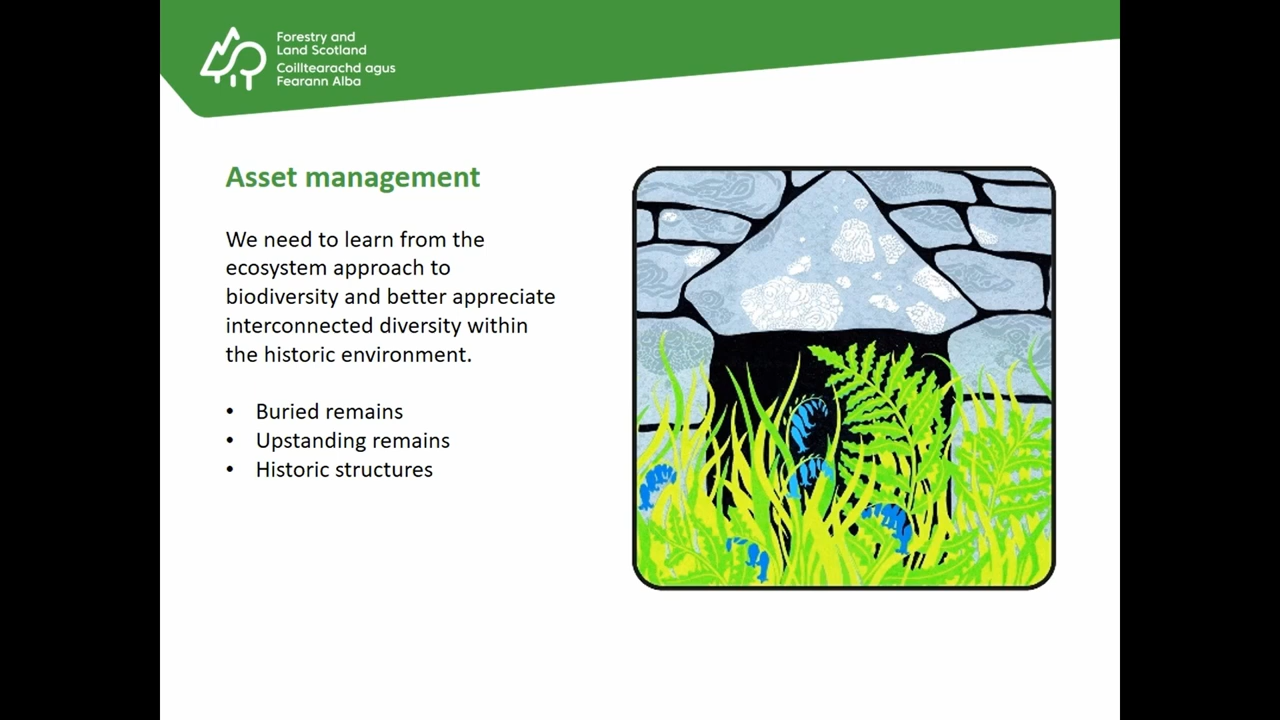 Forestry and
Land Scotland
Coilltearachd agus
Fearann Alba
Asset management
We need to learn from the
ecosystem approach to
biodiversity and better appreciate
interconnected diversity within
the historic environment.
• Buried remains
• Upstanding remains
• Historic structures